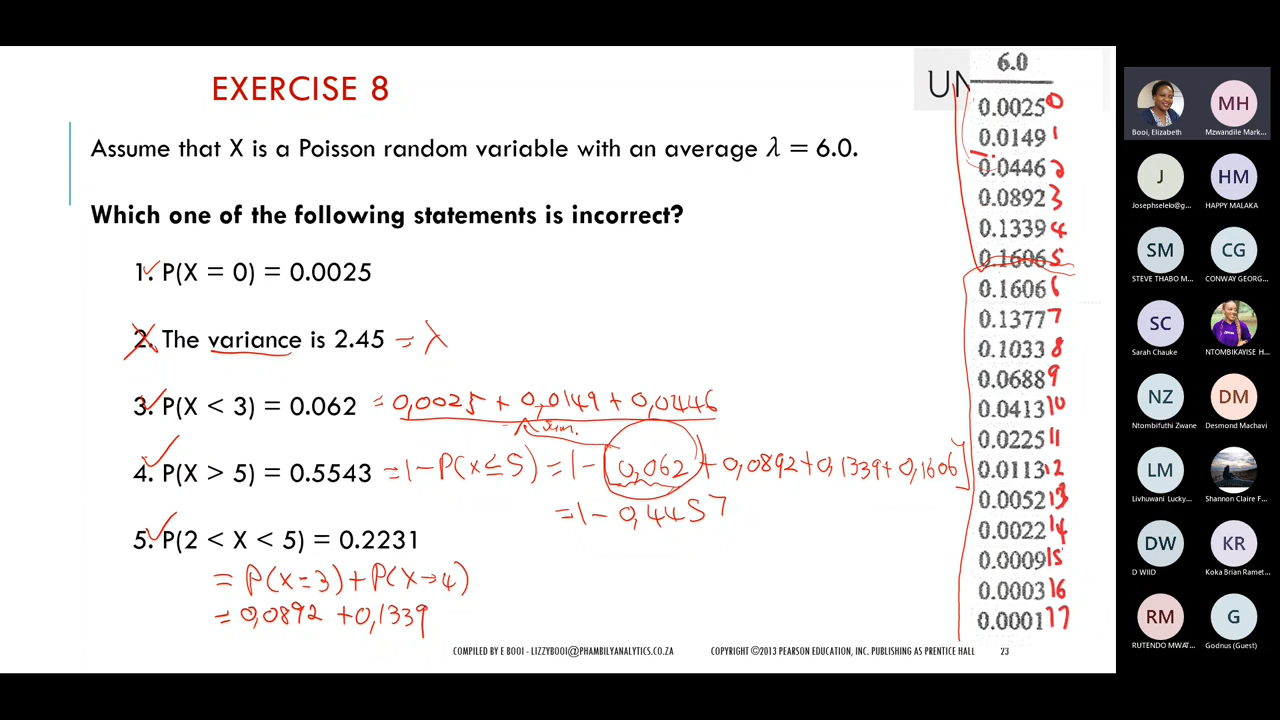 EXERCISE 8
UN
Assume that X is a Poisson random variable with an average λ = 6.0.
Which one of the following statements is incorrect?
1. P(X = 0) = 0.0025
2. The variance is 2.45 = λ
3. P(X < 3) = 0.062 = 0,0025 + 0,0149 + 0,0446
4. P(X > 5) = 0.5543 = 1 - P(X ≤ 5) = 1 - [0,062 + 0,0892 + 0,1339 + 0,1606]
= 1 - 0,4457
5. P(2 < X < 5) = 0.2231
= P(X = 3) + P(X = 4)
= 0,0892 + 0,1339
COMPILED BY E BOOI - LIZZYBOOI@PHAMBILYANALYTICS.CO.ZA
COPYRIGHT ©2013 PEARSON EDUCATION, INC. PUBLISHING AS PRENTICE HALL
23
6.0
0.0025 0
0.0149 1
0.0446 2
0.0892 3
0.1339 4
0.1606 5
0.1606 6
0.1377 7
0.1033 8
0.0688 9
0.0413 10
0.0225 11
0.0113 12
0.0052 13
0.0022 14
0.0009 15
0.0003 16
0.0001 17
Booi, Elizabeth
MH
Mzwandile Mark...
J
Josephselelo@g...
HM
HAPPY MALAKA
SM
STEVE THABO M...
CG
CONWAY GEORG...
SC
Sarah Chauke
NTOMBIKAYISE H...
NZ
Ntombifuthi Zwane
DM
Desmond Machavi
LM
Livhuwani Lucky...
Shannon Claire F...
DW
D WIID
KR
Koka Brian Ramet...
RM
RUTENDO MWAT...
G
Godnus (Guest)